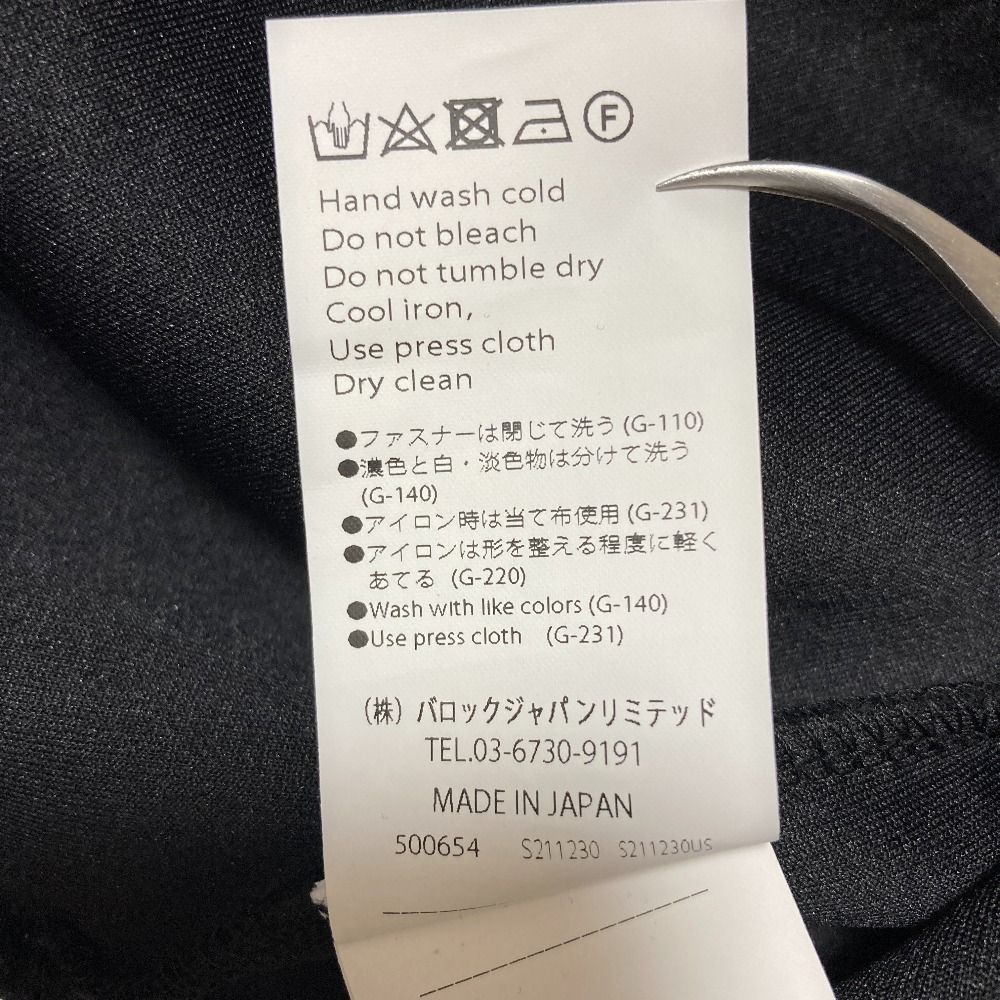 F
Hand wash cold
Do not bleach
Do not tumble dry
Cool iron,
Use press cloth
Dry clean
●ファスナーは閉じて洗う (G-110)
●濃色と白・淡色物は分けて洗う
(G-140)
●アイロン時は当て布使用 (G-231)
●アイロンは形を整える程度に軽く
あてる (G-220)
●Wash with like colors (G-140)
●Use press cloth (G-231)
(株) バロックジャパンリミテッド
TEL.03-6730-9191
MADE IN JAPAN
500654 S211230 S211230US